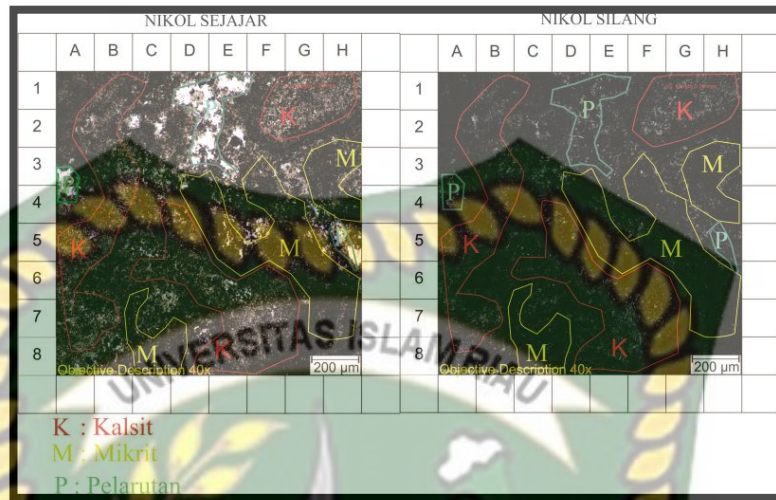 NIKOL SEJAJAR
NIKOL SILANG
A B C D E F G H
A B C D E F G H
1
2
3
4
5
6
7
8
1
2
3
4
5
6
7
8
K
M
P
K
M
M
K
P
K
M
P
K
M
P
M
K
Objective Description 40x
200 µm
Objective Description 40x
200 µm
UNIVERSITAS ISLAM RIAU
K : Kalsit
M : Mikrit
P : Pelarutan